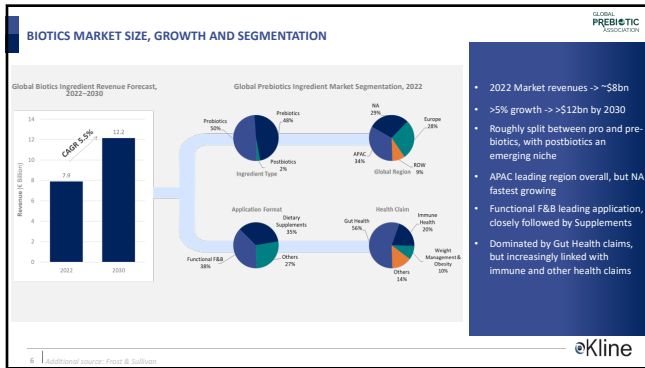 GLOBAL
PREBIOTIC
ASSOCIATION
BIOTICS MARKET SIZE, GROWTH AND SEGMENTATION
Global Biotics Ingredient Revenue Forecast,
2022–2030
Revenue (€ Billion)
14
12
10
8
6
4
2
0
7.9
12.2
CAGR 5.5%
2022
2030
Global Prebiotics Ingredient Market Segmentation, 2022
Probiotics
50%
Prebiotics
48%
Postbiotics
2%
Ingredient Type
NA
29%
Europe
28%
APAC
34%
ROW
9%
Global Region
Application Format
Dietary
Supplements
35%
Functional F&B
38%
Others
27%
Health Claim
Gut Health
56%
Immune
Health
20%
Weight
Management &
Obesity
10%
Others
14%
• 2022 Market revenues -> ~$8bn
• >5% growth -> >$12bn by 2030
• Roughly split between pro and pre-
biotics, with postbiotics an
emerging niche
• APAC leading region overall, but NA
fastest growing
• Functional F&B leading application,
closely followed by Supplements
• Dominated by Gut Health claims,
but increasingly linked with
immune and other health claims
6
Additional source: Frost & Sullivan
Kline